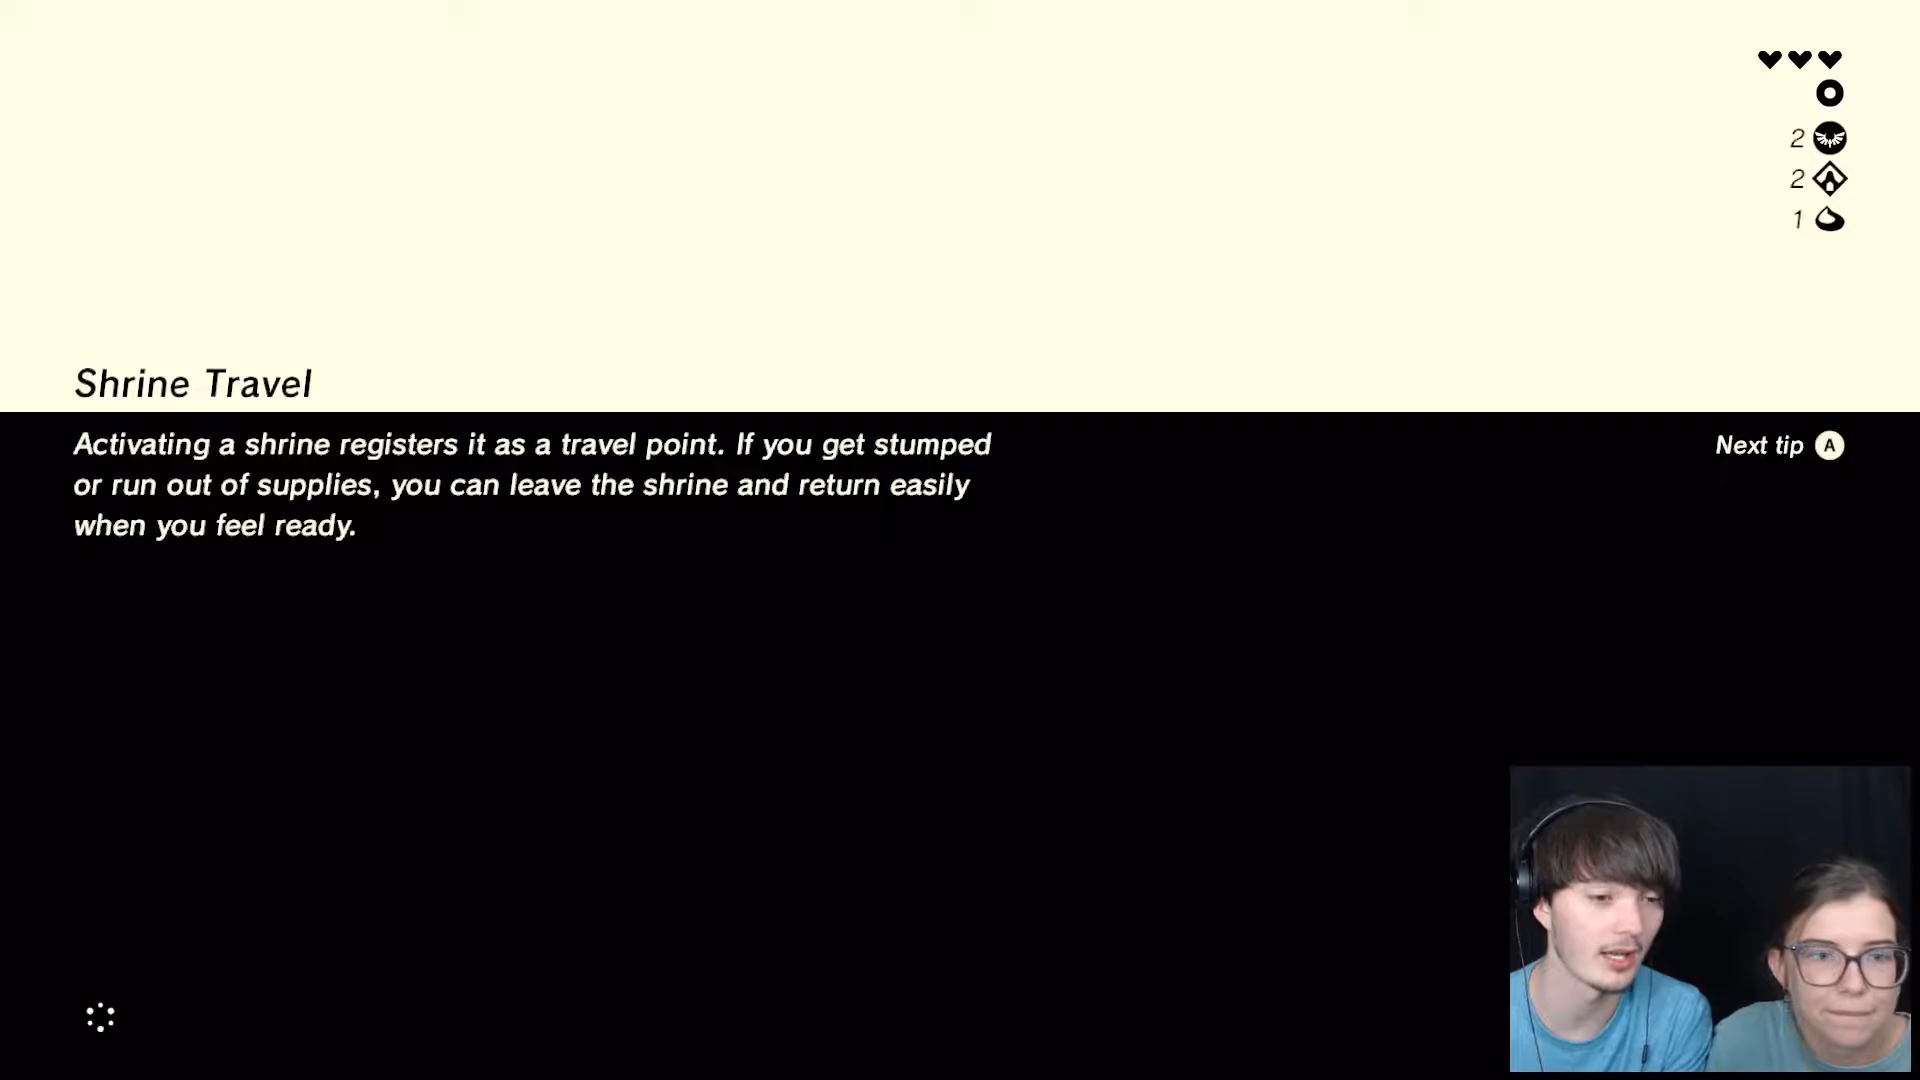 2
2
1
Shrine Travel
Activating a shrine registers it as a travel point. If you get stumped
or run out of supplies, you can leave the shrine and return easily
when you feel ready.
Next tip A